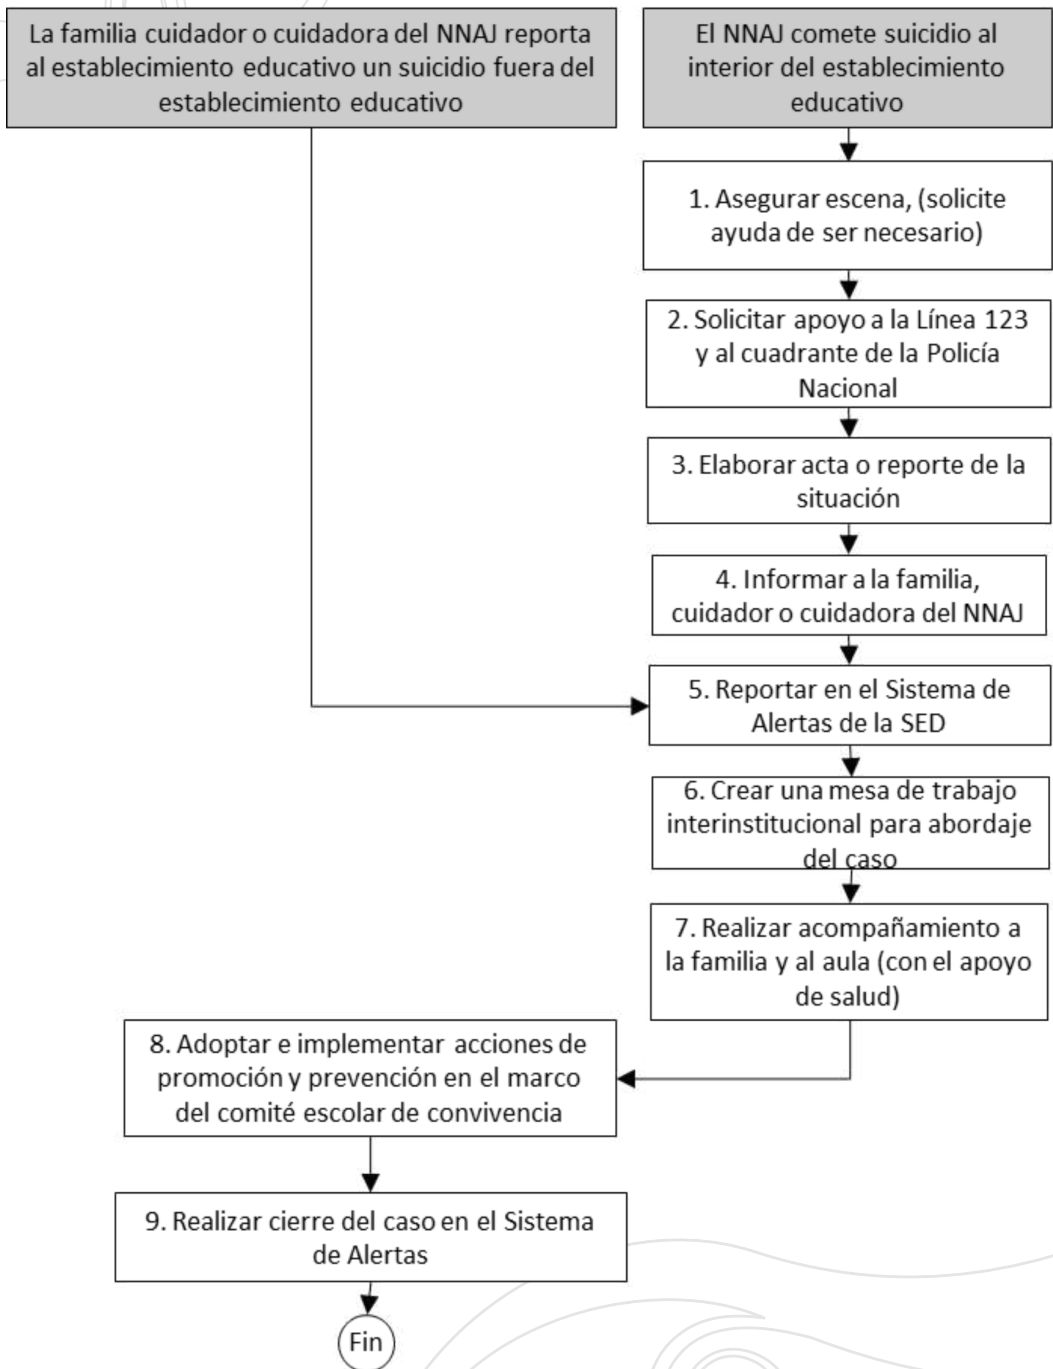 La familia cuidador o cuidadora del NNAJ reporta
al establecimiento educativo un suicidio fuera del
establecimiento educativo
El NNAJ comete suicidio al
interior del establecimiento
educativo
1. Asegurar escena, (solicite
ayuda de ser necesario)
2. Solicitar apoyo a la Línea 123
y al cuadrante de la Policía
Nacional
3. Elaborar acta o reporte de la
situación
4. Informar a la familia,
cuidador o cuidadora del NNAJ
5. Reportar en el Sistema de
Alertas de la SED
6. Crear una mesa de trabajo
interinstitucional para abordaje
del caso
7. Realizar acompañamiento a
la familia y al aula (con el apoyo
de salud)
8. Adoptar e implementar acciones de
promoción y prevención en el marco
del comité escolar de convivencia
9. Realizar cierre del caso en el Sistema
de Alertas
Fin